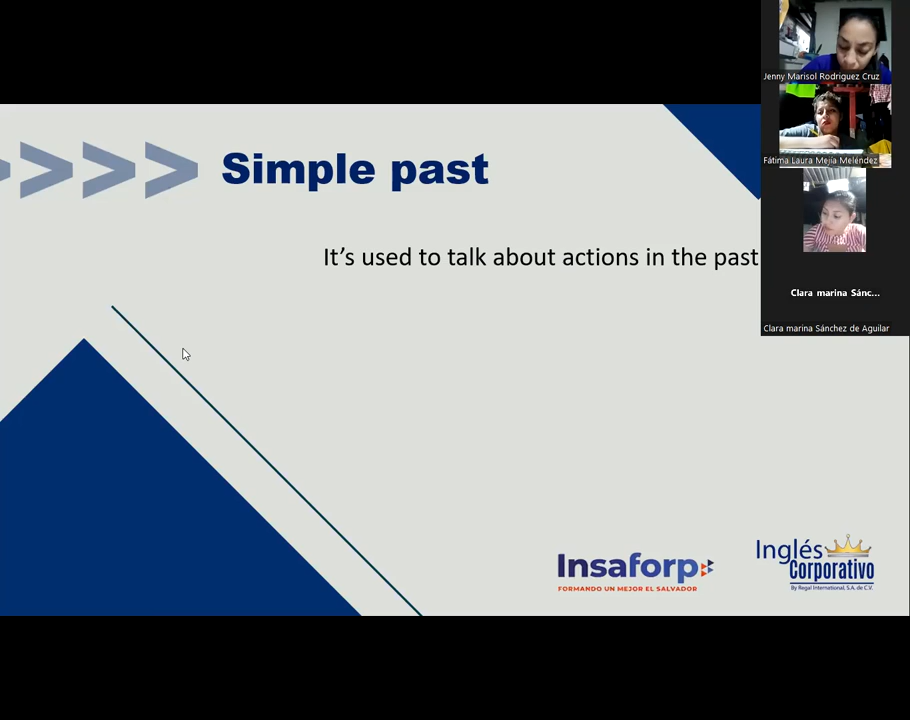 Jenny Marisol Rodriguez Cruz
Simple past
Fátima Laura Mejía Meléndez
It's used to talk about actions in the past
Clara marina Sánc...
Clara marina Sánchez de Aguilar
Insaforp
FORMANDO UN MEJOR EL SALVADOR
Inglés
Corporativo
By Regal International, S.A. de C.V.